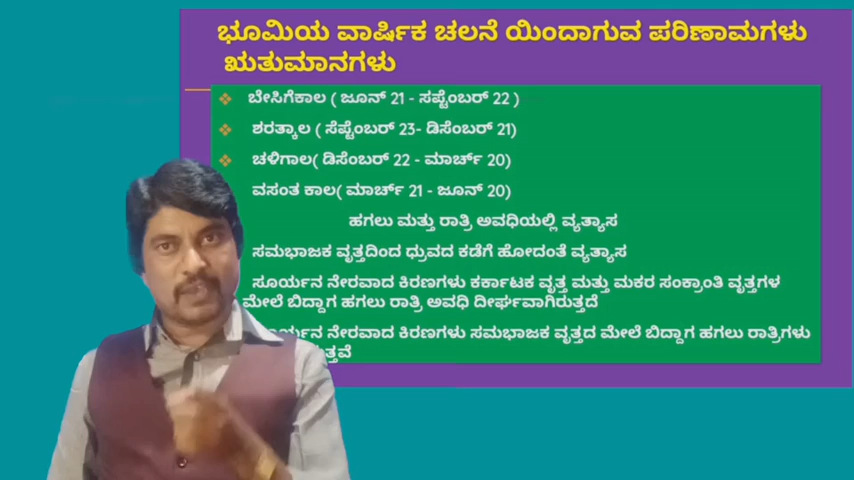 ಭೂಮಿಯ ವಾರ್ಷಿಕ ಚಲನೆ ಯಿಂದಾಗುವ ಪರಿಣಾಮಗಳು
ಋತುಮಾನಗಳು
❖ ಬೇಸಿಗೆಕಾಲ ( ಜೂನ್ 21 - ಸಪ್ಟೆಂಬರ್ 22 )
❖ ಶರತ್ಕಾಲ ( ಸೆಪ್ಟೆಂಬರ್ 23- ಡಿಸೆಂಬರ್ 21)
❖ ಚಳಿಗಾಲ( ಡಿಸೆಂಬರ್ 22 - ಮಾರ್ಚ್ 20)
ವಸಂತ ಕಾಲ( ಮಾರ್ಚ್ 21 - ಜೂನ್ 20)
ಹಗಲು ಮತ್ತು ರಾತ್ರಿ ಅವಧಿಯಲ್ಲಿ ವ್ಯತ್ಯಾಸ
ಸಮಭಾಜಕ ವೃತ್ತದಿಂದ ಧ್ರುವದ ಕಡೆಗೆ ಹೋದಂತೆ ವ್ಯತ್ಯಾಸ
ಸೂರ್ಯನ ನೇರವಾದ ಕಿರಣಗಳು ಕರ್ಕಾಟಕ ವೃತ್ತ ಮತ್ತು ಮಕರ ಸಂಕ್ರಾಂತಿ ವೃತ್ತಗಳ
ಮೇಲೆ ಬಿದ್ದಾಗ ಹಗಲು ರಾತ್ರಿ ಅವಧಿ ದೀರ್ಘವಾಗಿರುತ್ತದೆ
ನೇರವಾದ ಕಿರಣಗಳು ಸಮಭಾಜಕ ವೃತ್ತದ ಮೇಲೆ ಬಿದ್ದಾಗ ಹಗಲು ರಾತ್ರಿಗಳು